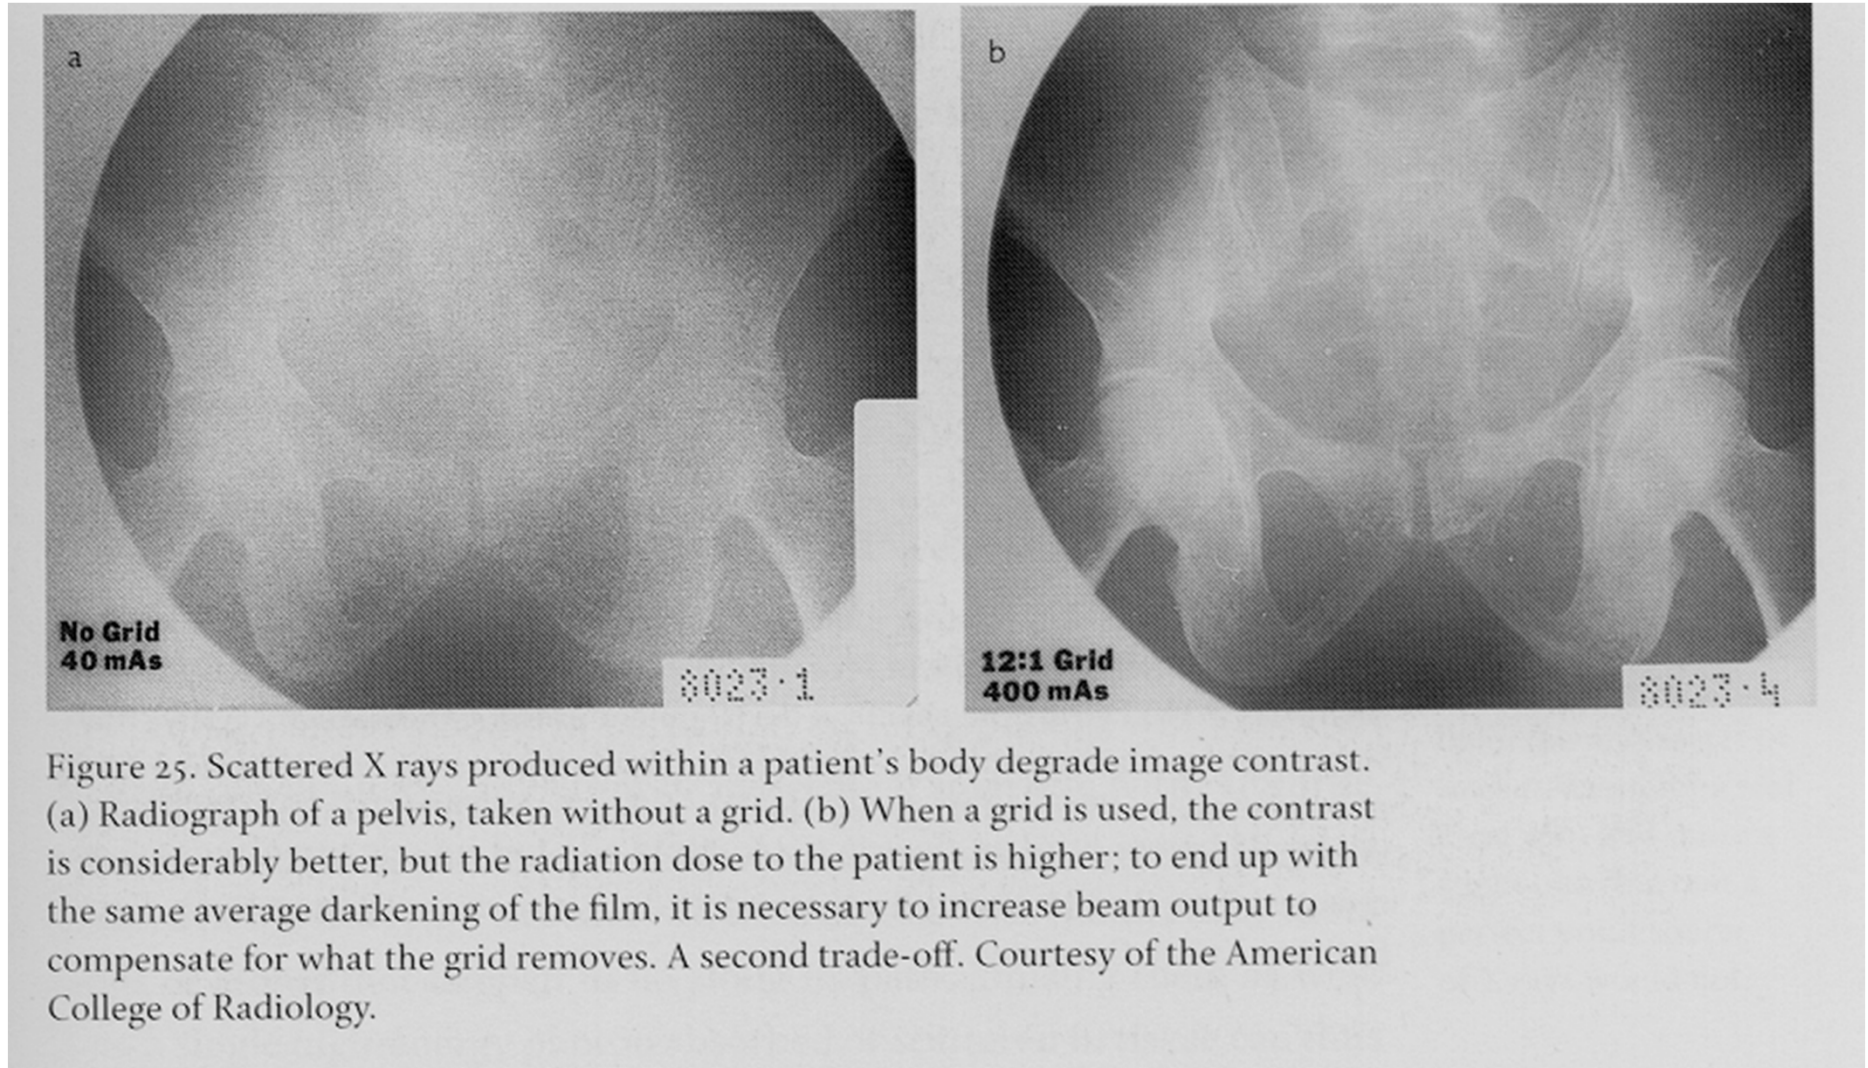 a
b
No Grid
40 mAs
8023·1
12:1 Grid
400 mAs
8023·4
Figure 25. Scattered X rays produced within a patient's body degrade image contrast.
(a) Radiograph of a pelvis, taken without a grid. (b) When a grid is used, the contrast
is considerably better, but the radiation dose to the patient is higher; to end up with
the same average darkening of the film, it is necessary to increase beam output to
compensate for what the grid removes. A second trade-off. Courtesy of the American
College of Radiology.